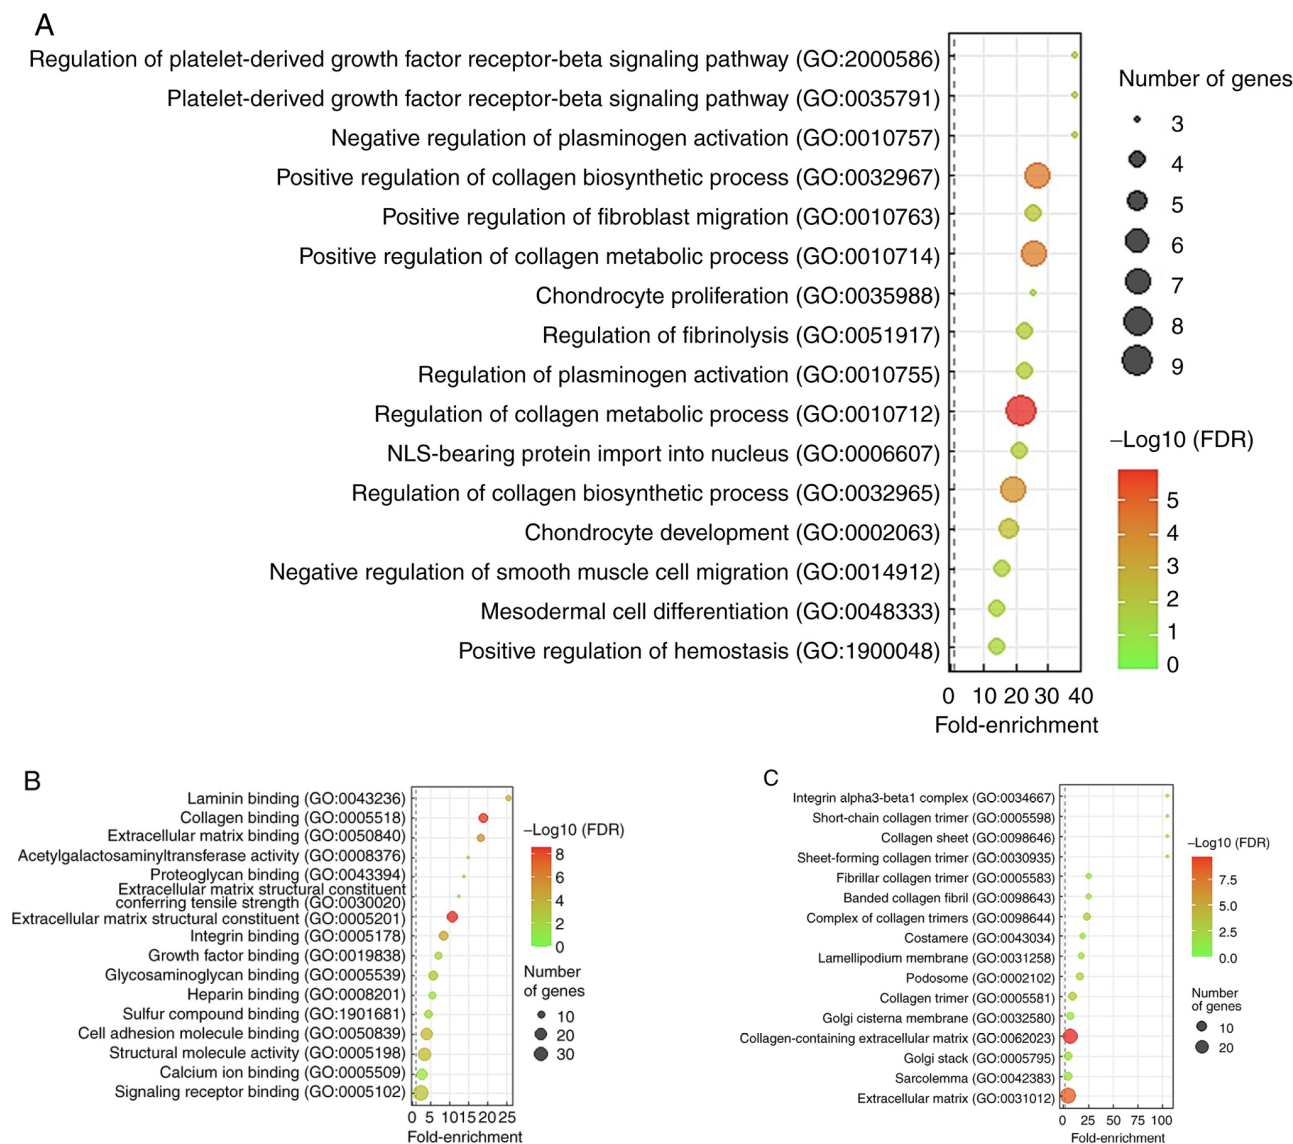 A
Regulation of platelet-derived growth factor receptor-beta signaling pathway (GO:2000586)
Platelet-derived growth factor receptor-beta signaling pathway (GO:0035791)
Negative regulation of plasminogen activation (GO:0010757)
Positive regulation of collagen biosynthetic process (GO:0032967)
Positive regulation of fibroblast migration (GO:0010763)
Positive regulation of collagen metabolic process (GO:0010714)
Chondrocyte proliferation (GO:0035988)
Regulation of fibrinolysis (GO:0051917)
Regulation of plasminogen activation (GO:0010755)
Regulation of collagen metabolic process (GO:0010712)
NLS-bearing protein import into nucleus (GO:0006607)
Regulation of collagen biosynthetic process (GO:0032965)
Chondrocyte development (GO:0002063)
Negative regulation of smooth muscle cell migration (GO:0014912)
Mesodermal cell differentiation (GO:0048333)
Positive regulation of hemostasis (GO:1900048)
0 10 20 30 40
Fold-enrichment
Number of genes
3
4
5
6
7
8
9
–Log10 (FDR)
5
4
3
2
1
0
B
Laminin binding (GO:0043236)
Collagen binding (GO:0005518)
Extracellular matrix binding (GO:0050840)
Acetylgalactosaminyltransferase activity (GO:0008376)
Proteoglycan binding (GO:0043394)
Extracellular matrix structural constituent
conferring tensile strength (GO:0030020)
Extracellular matrix structural constituent (GO:0005201)
Integrin binding (GO:0005178)
Growth factor binding (GO:0019838)
Glycosaminoglycan binding (GO:0005539)
Heparin binding (GO:0008201)
Sulfur compound binding (GO:1901681)
Cell adhesion molecule binding (GO:0050839)
Structural molecule activity (GO:0005198)
Calcium ion binding (GO:0005509)
Signaling receptor binding (GO:0005102)
0 5 10 15 20 25
Fold-enrichment
–Log10 (FDR)
8
6
4
2
0
Number
of genes
10
20
30
C
Integrin alpha3-beta1 complex (GO:0034667)
Short-chain collagen trimer (GO:0005598)
Collagen sheet (GO:0098646)
Sheet-forming collagen trimer (GO:0030935)
Fibrillar collagen trimer (GO:0005583)
Banded collagen fibril (GO:0098643)
Complex of collagen trimers (GO:0098644)
Costamere (GO:0043034)
Lamellipodium membrane (GO:0031258)
Podosome (GO:0002102)
Collagen trimer (GO:0005581)
Golgi cisterna membrane (GO:0032580)
Collagen-containing extracellular matrix (GO:0062023)
Golgi stack (GO:0005795)
Sarcolemma (GO:0042383)
Extracellular matrix (GO:0031012)
0 25 50 75 100
Fold-enrichment
–Log10 (FDR)
7.5
5.0
2.5
0.0
Number
of genes
10
20